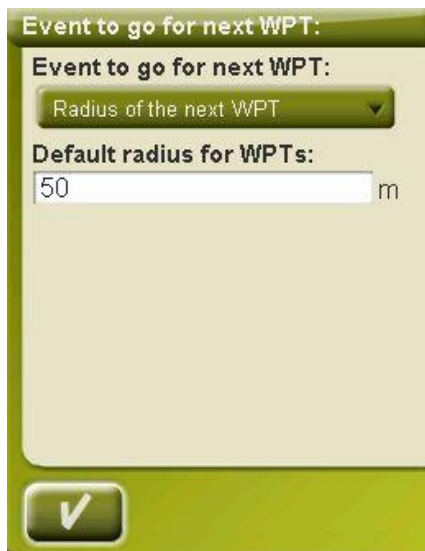 Event to go for next WPT:
Event to go for next WPT:
Radius of the next WPT
Default radius for WPTs:
50 m